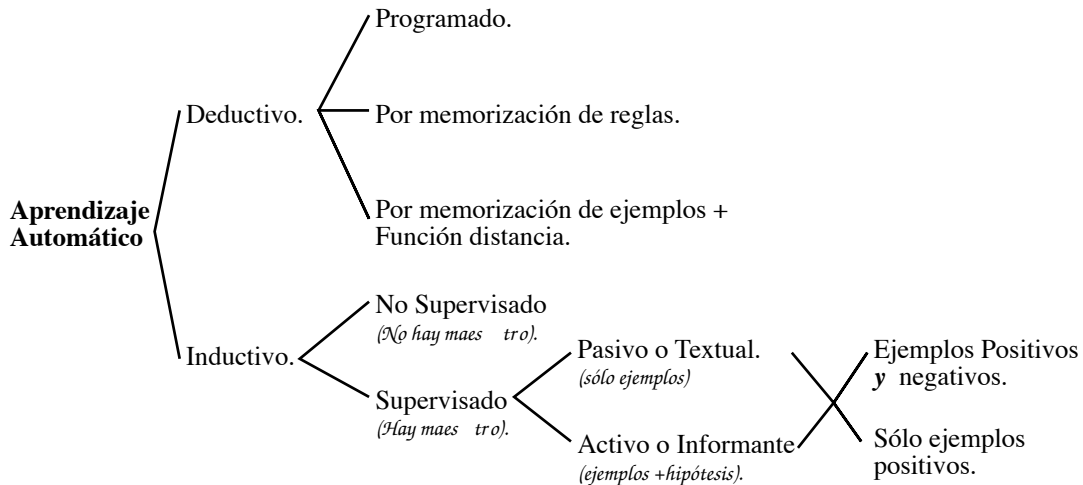 Programado.
Deductivo.
Por memorización de reglas.
Aprendizaje
Automático
Por memorización de ejemplos +
Función distancia.
No Supervisado
(No hay maes tro).
Inductivo.
Supervisado
(Hay maes tro).
Pasivo o Textual.
(sólo ejemplos)
Activo o Informante
(ejemplos +hipótesis).
Ejemplos Positivos
y negativos.
Sólo ejemplos
positivos.